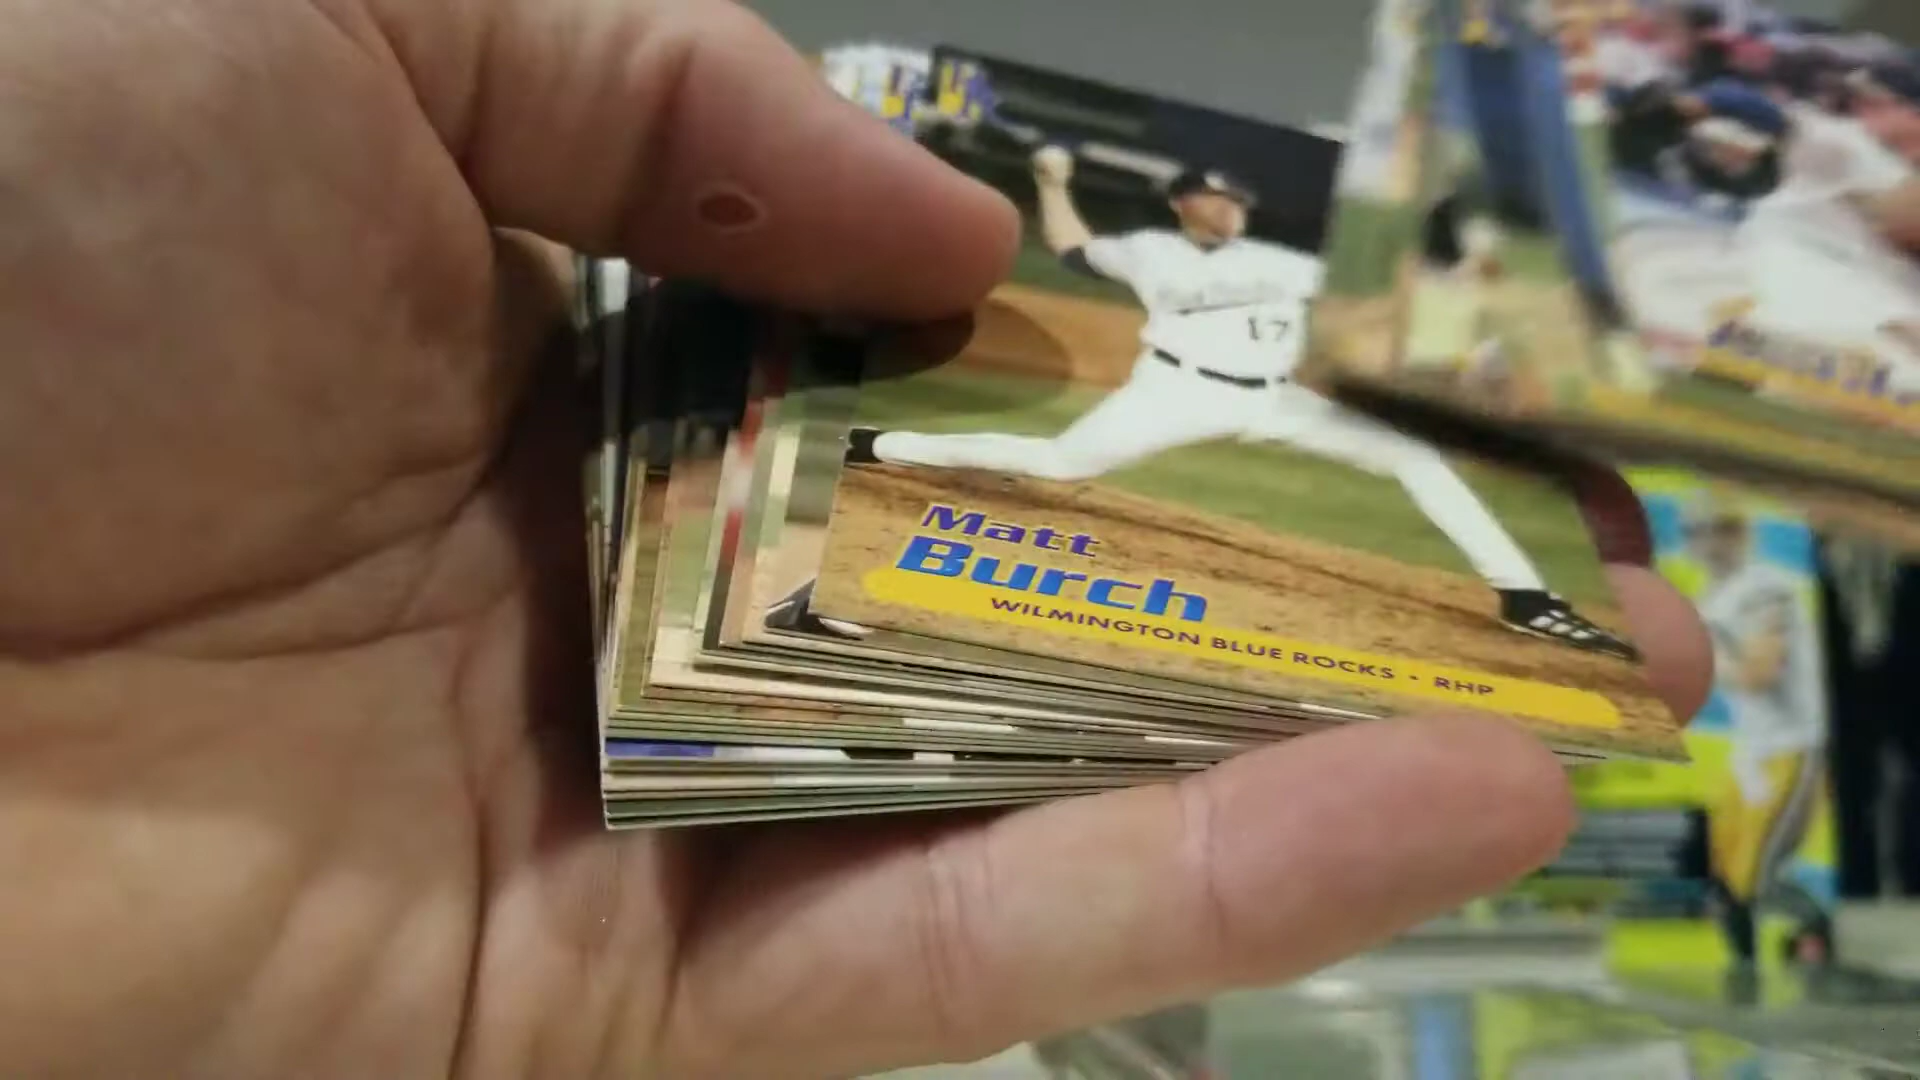 17
Matt
Burch
WILMINGTON BLUE ROCKS • RHP